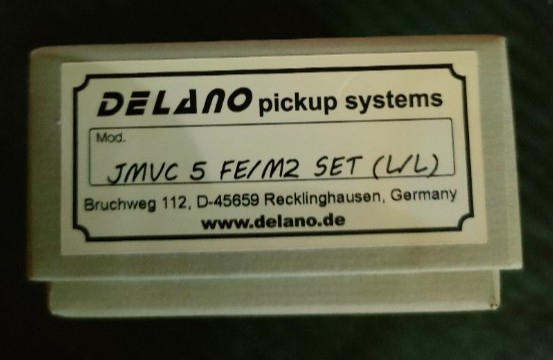 DELANO pickup systems
Mod.
JMVC 5 FE/M2 SET (L/L)
Bruchweg 112, D-45659 Recklinghausen, Germany
www.delano.de